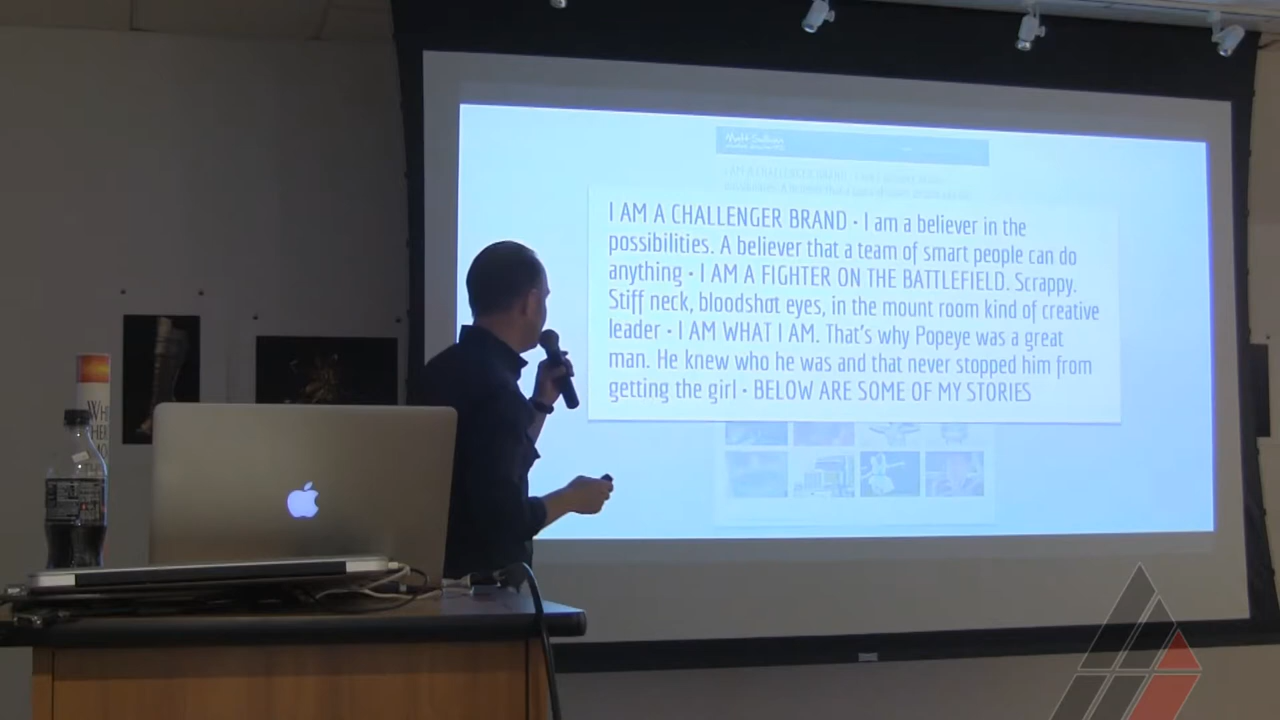 Matt Sullivan
I AM A CHALLENGER BRAND • I am a believer in the
possibilities. A believer that a team of smart people can do
anything • I AM A FIGHTER ON THE BATTLEFIELD. Scrappy.
Stiff neck, bloodshot eyes, in the mount room kind of creative
leader • I AM WHAT I AM. That's why Popeye was a great
man. He knew who he was and that never stopped him from
getting the girl • BELOW ARE SOME OF MY STORIES